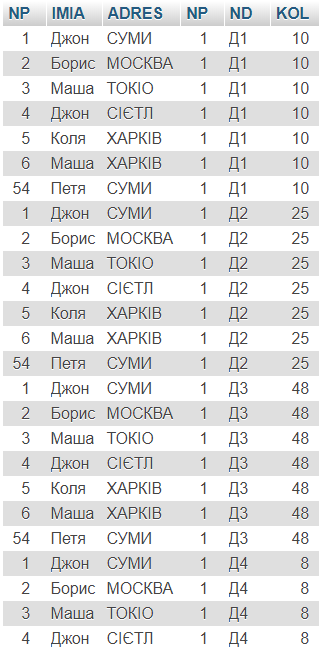 NP IMIA ADRES NP ND KOL
1 Джон СУМИ 1 Д1 10
2 Борис МОСКВА 1 Д1 10
3 Маша ТОКІО 1 Д1 10
4 Джон СІЄТЛ 1 Д1 10
5 Коля ХАРКІВ 1 Д1 10
6 Маша ХАРКІВ 1 Д1 10
54 Петя СУМИ 1 Д1 10
1 Джон СУМИ 1 Д2 25
2 Борис МОСКВА 1 Д2 25
3 Маша ТОКІО 1 Д2 25
4 Джон СІЄТЛ 1 Д2 25
5 Коля ХАРКІВ 1 Д2 25
6 Маша ХАРКІВ 1 Д2 25
54 Петя СУМИ 1 Д2 25
1 Джон СУМИ 1 Д3 48
2 Борис МОСКВА 1 Д3 48
3 Маша ТОКІО 1 Д3 48
4 Джон СІЄТЛ 1 Д3 48
5 Коля ХАРКІВ 1 Д3 48
6 Маша ХАРКІВ 1 Д3 48
54 Петя СУМИ 1 Д3 48
1 Джон СУМИ 1 Д4 8
2 Борис МОСКВА 1 Д4 8
3 Маша ТОКІО 1 Д4 8
4 Джон СІЄТЛ 1 Д4 8